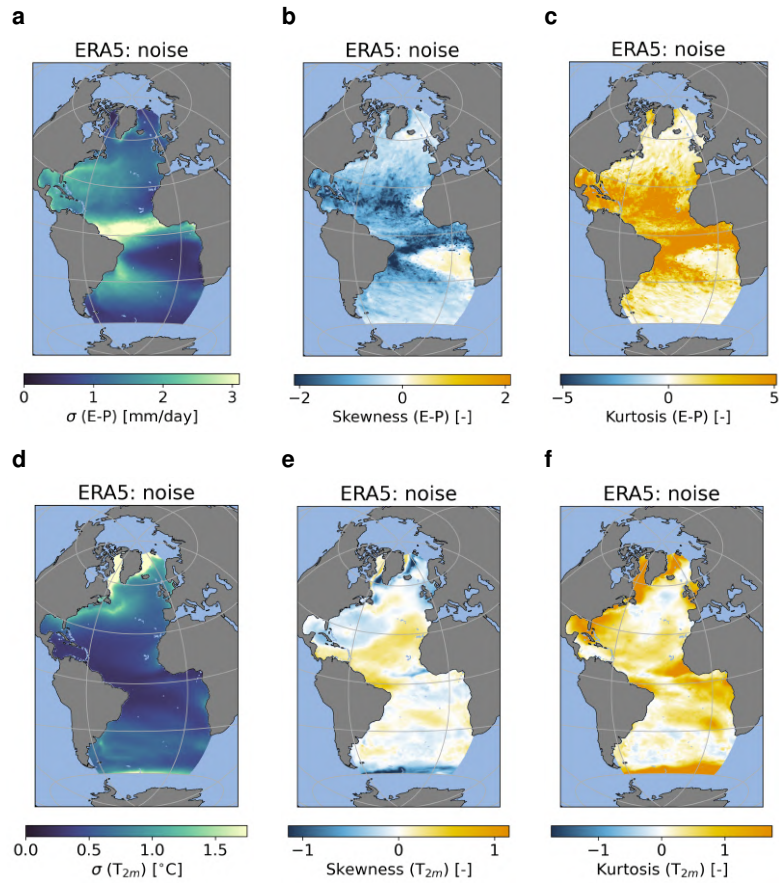 a
ERA5: noise
b
ERA5: noise
c
ERA5: noise
0 1 2 3
σ (E-P) [mm/day]
−2 0 2
Skewness (E-P) [-]
−5 0 5
Kurtosis (E-P) [-]
d
ERA5: noise
e
ERA5: noise
f
ERA5: noise
0.0 0.5 1.0 1.5
σ (T2m) [°C]
−1 0 1
Skewness (T2m) [-]
−1 0 1
Kurtosis (T2m) [-]